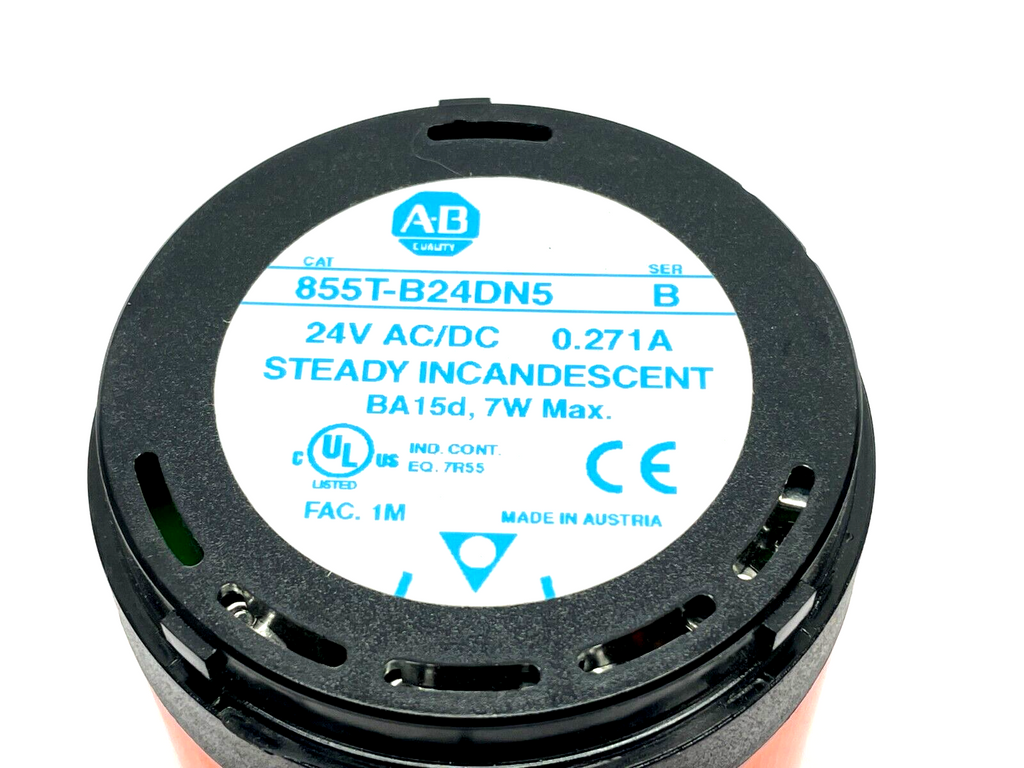 A-B
QUALITY
CAT SER
855T-B24DN5 B
24V AC/DC 0.271A
STEADY INCANDESCENT
BA15d, 7W Max.
C UL US LISTED
IND. CONT.
EQ. 7R55
CE
FAC. 1M MADE IN AUSTRIA